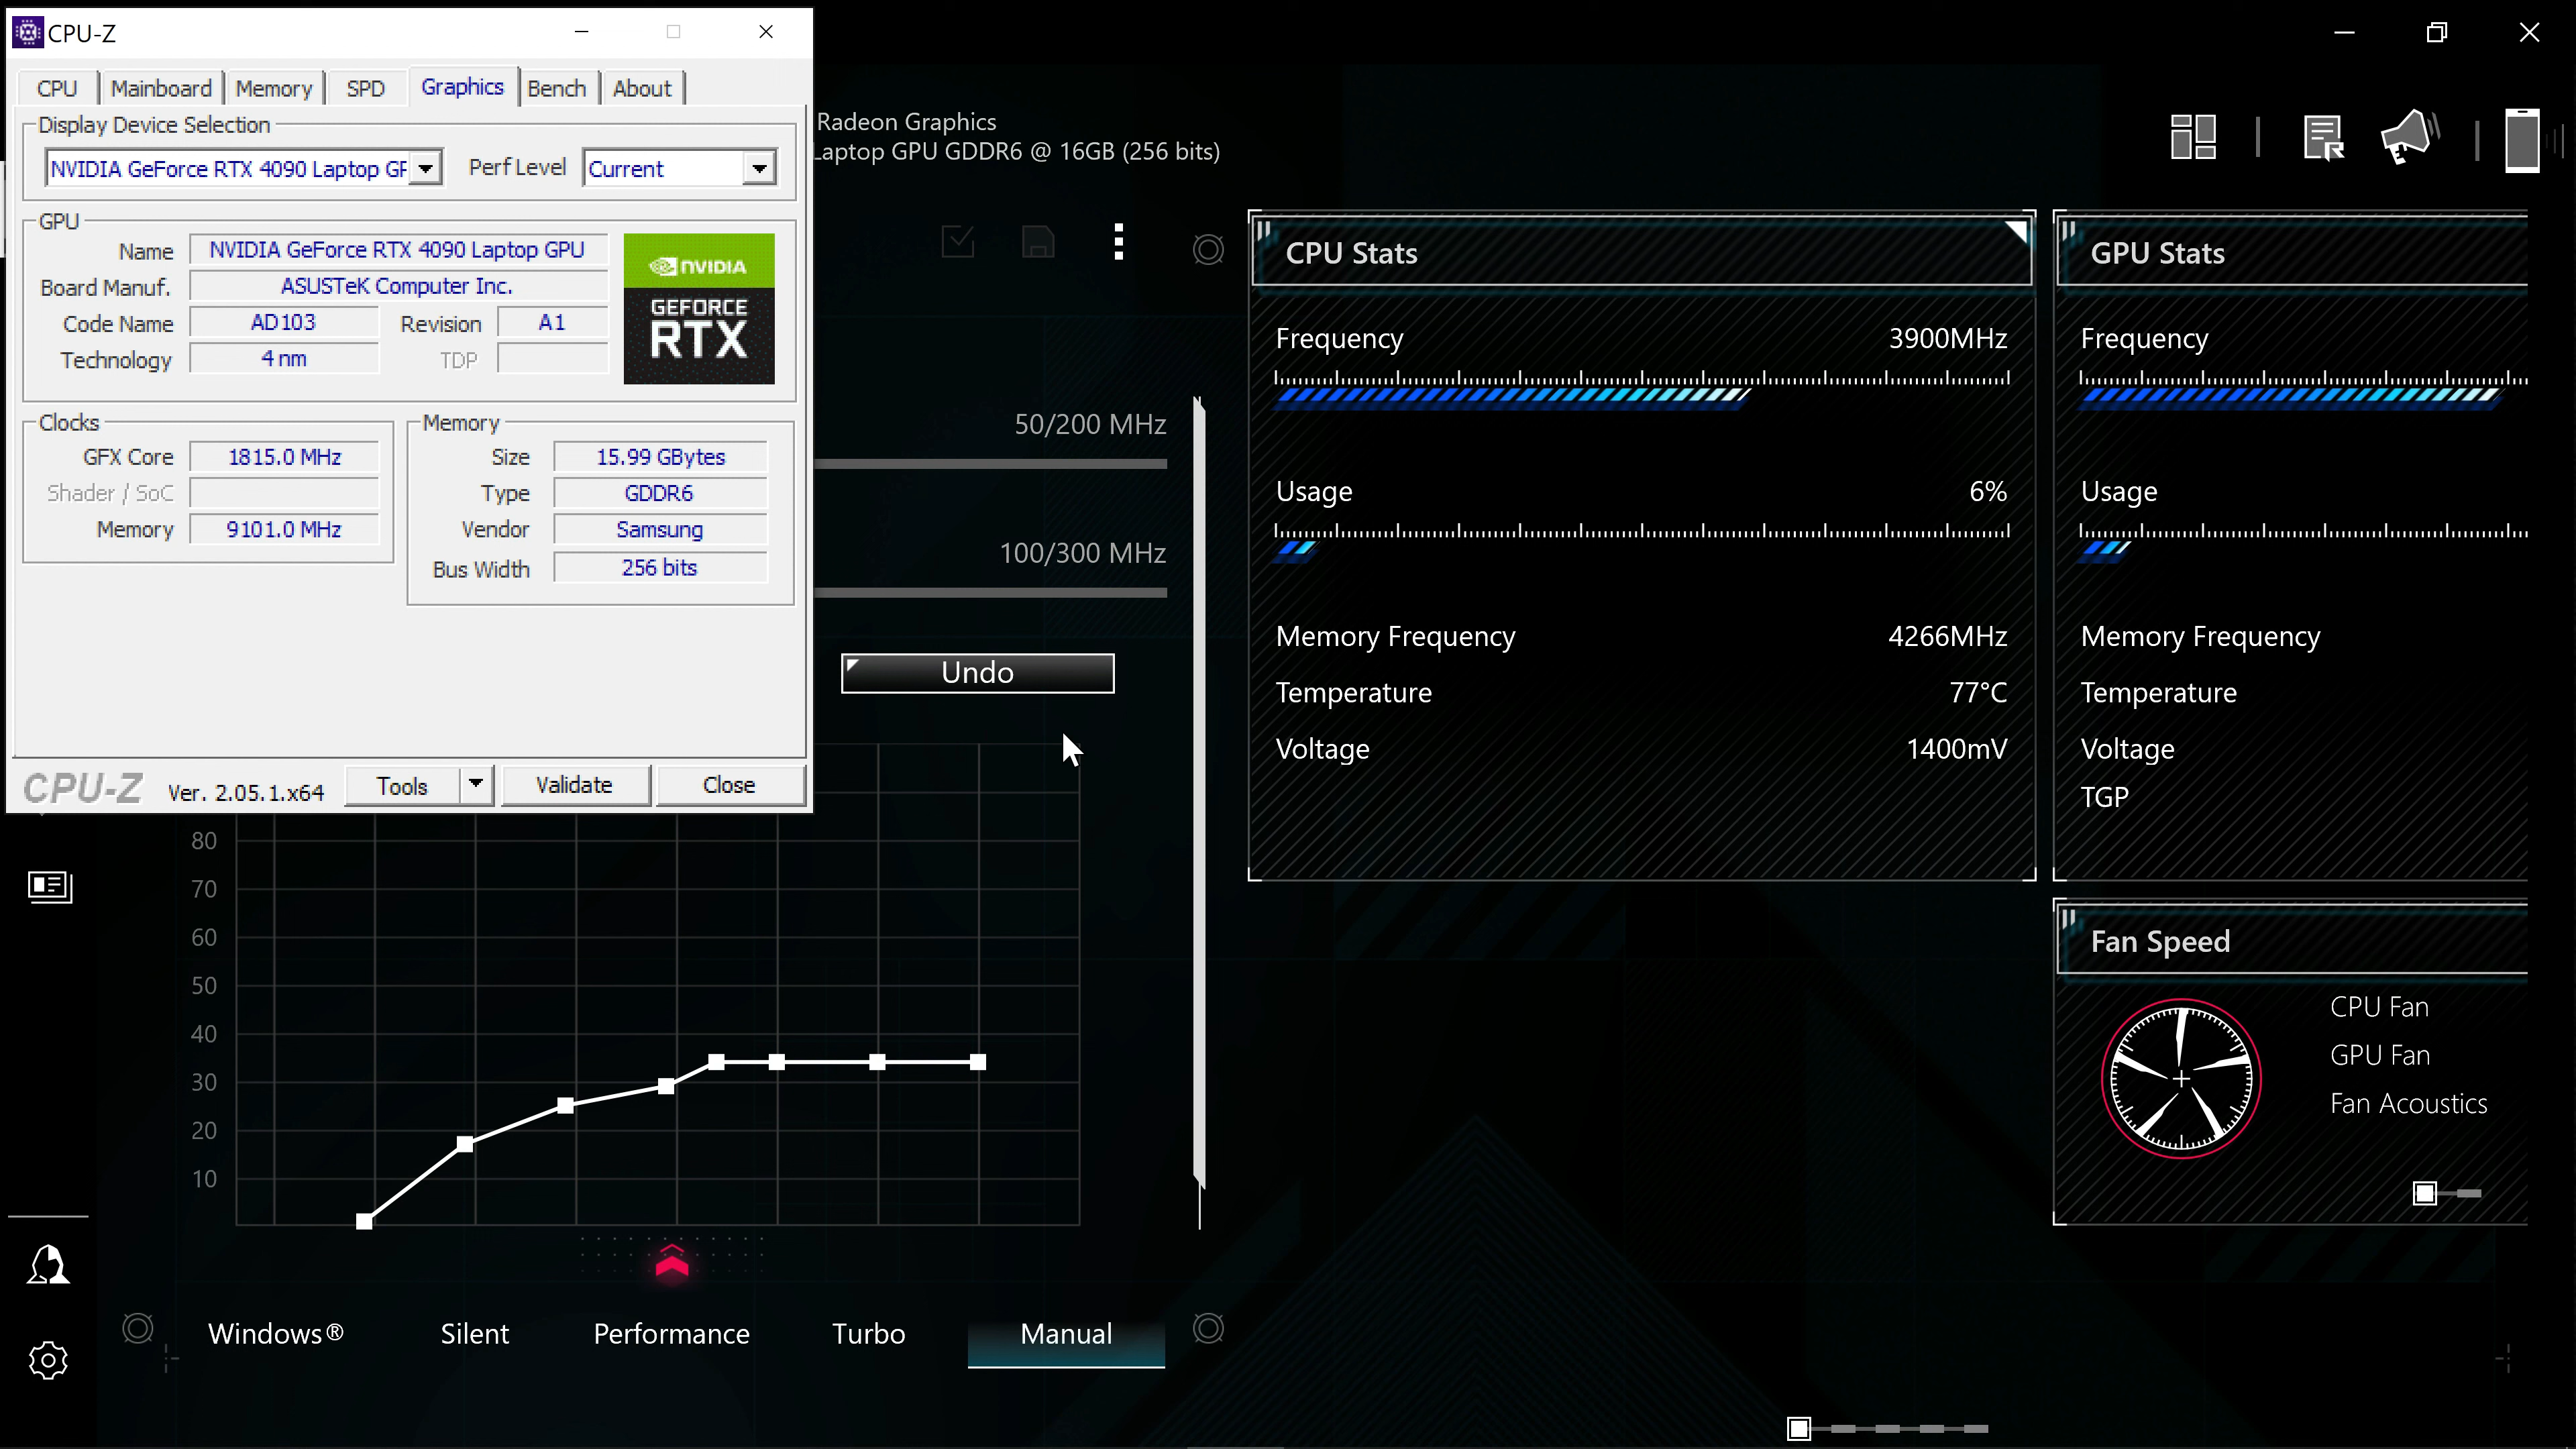 CPU-Z
CPU
Mainboard
Memory
SPD
Graphics
Bench
About
Display Device Selection
NVIDIA GeForce RTX 4090 Laptop GF
Perf Level
Current
GPU
Name
NVIDIA GeForce RTX 4090 Laptop GPU
Board Manuf.
ASUSTeK Computer Inc.
Code Name
AD103
Revision
A1
Technology
4 nm
TDP
NVIDIA
GEFORCE
RTX
Clocks
GFX Core
1815.0 MHz
Shader / SoC
Memory
9101.0 MHz
Memory
Size
15.99 GBytes
Type
GDDR6
Vendor
Samsung
Bus Width
256 bits
CPU-Z
Ver. 2.05.1.x64
Tools
Validate
Close
Radeon Graphics
Laptop GPU GDDR6 @ 16GB (256 bits)
50/200 MHz
100/300 MHz
Undo
80
70
60
50
40
30
20
10
Windows®
Silent
Performance
Turbo
Manual
CPU Stats
Frequency
3900MHz
Usage
6%
Memory Frequency
4266MHz
Temperature
77°C
Voltage
1400mV
GPU Stats
Frequency
Usage
Memory Frequency
Temperature
Voltage
TGP
Fan Speed
CPU Fan
GPU Fan
Fan Acoustics